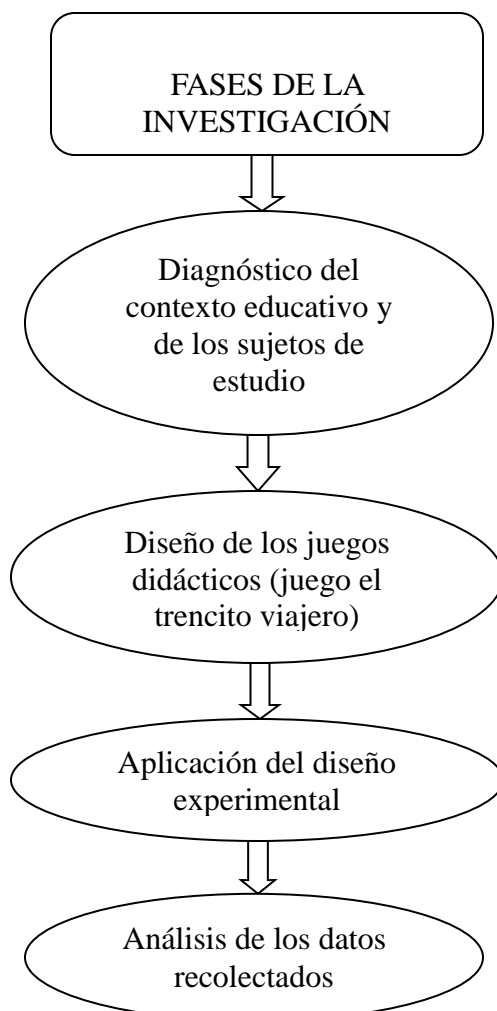 FASES DE LA
INVESTIGACIÓN
Diagnóstico del
contexto educativo y
de los sujetos de
estudio
Diseño de los juegos
didácticos (juego el
trencito viajero)
Aplicación del diseño
experimental
Análisis de los datos
recolectados